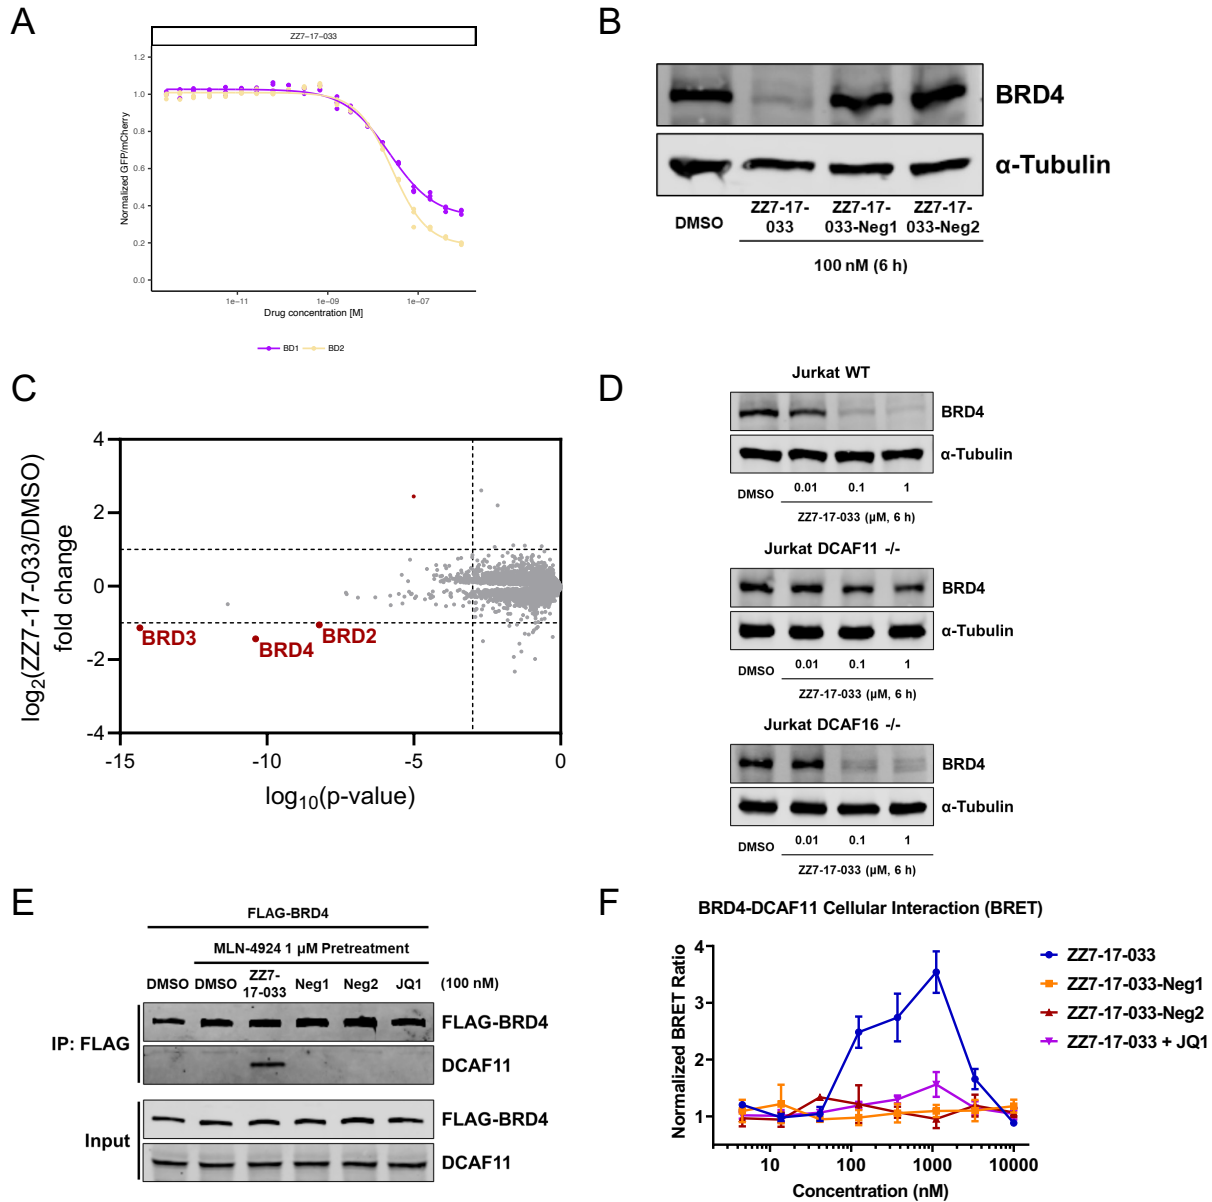 A
ZZ7−17−033
1.2
1.0
0.8
0.6
0.4
0.2
0.0
Normalized GFP/mCherry
1e−11
1e−09
1e−07
Drug concentration [M]
BD1
BD2
B
BRD4
α-Tubulin
DMSO
ZZ7-17-
033
ZZ7-17-
033-Neg1
ZZ7-17-
033-Neg2
100 nM (6 h)
C
log2(ZZ7-17-033/DMSO)
fold change
4
2
0
-2
-4
BRD3
BRD4
BRD2
-15
-10
-5
0
log10(p-value)
D
Jurkat WT
BRD4
α-Tubulin
DMSO
0.01
0.1
1
ZZ7-17-033 (µM, 6 h)
Jurkat DCAF11 -/-
BRD4
α-Tubulin
DMSO
0.01
0.1
1
ZZ7-17-033 (µM, 6 h)
Jurkat DCAF16 -/-
BRD4
α-Tubulin
DMSO
0.01
0.1
1
ZZ7-17-033 (µM, 6 h)
E
FLAG-BRD4
MLN-4924 1 µM Pretreatment
DMSO
DMSO
ZZ7-
17-033
Neg1
Neg2
JQ1
(100 nM)
IP: FLAG
FLAG-BRD4
DCAF11
Input
FLAG-BRD4
DCAF11
F
BRD4-DCAF11 Cellular Interaction (BRET)
Normalized BRET Ratio
4
3
2
1
10
100
1000
10000
Concentration (nM)
ZZ7-17-033
ZZ7-17-033-Neg1
ZZ7-17-033-Neg2
ZZ7-17-033 + JQ1